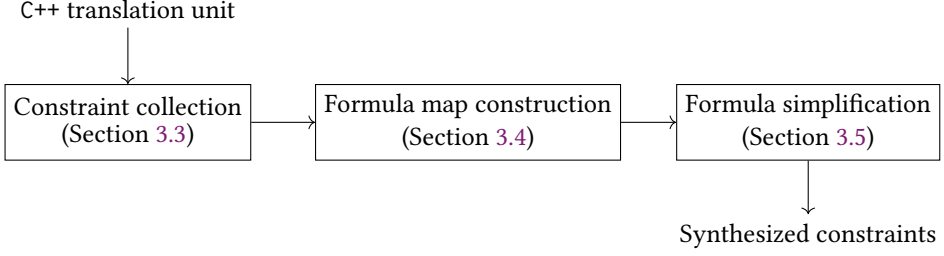 C++ translation unit
Constraint collection
(Section 3.3)
Formula map construction
(Section 3.4)
Formula simplification
(Section 3.5)
Synthesized constraints